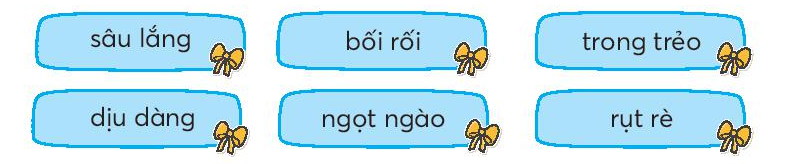 sâu lắng
bối rối
trong trẻo
dịu dàng
ngọt ngào
rụt rè